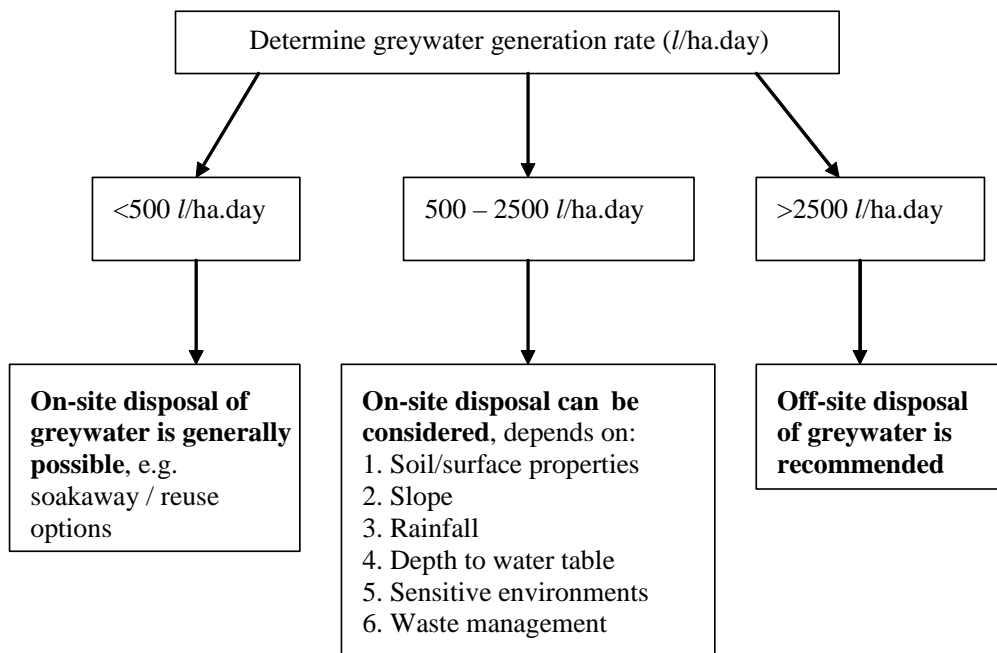 Determine greywater generation rate (l/ha.day)
<500 l/ha.day
500 – 2500 l/ha.day
>2500 l/ha.day
On-site disposal of
greywater is generally
possible, e.g.
soakaway / reuse
options
On-site disposal can be
considered, depends on:
1. Soil/surface properties
2. Slope
3. Rainfall
4. Depth to water table
5. Sensitive environments
6. Waste management
Off-site disposal
of greywater is
recommended